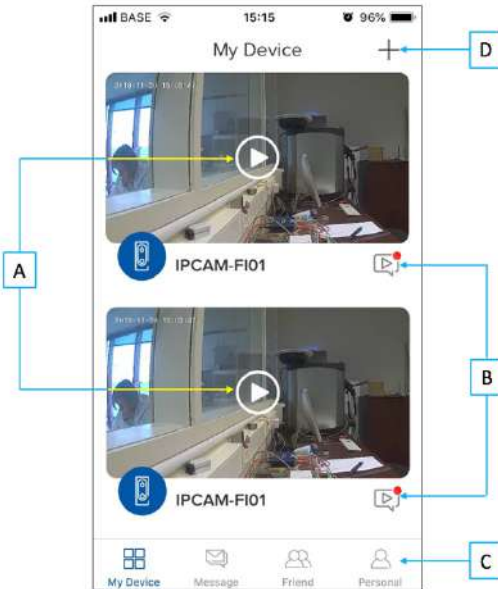 BASE 15:15 96%
My Device
D
A
IPCAM-FI01
B
IPCAM-FI01
C
My Device Message Friend Personal